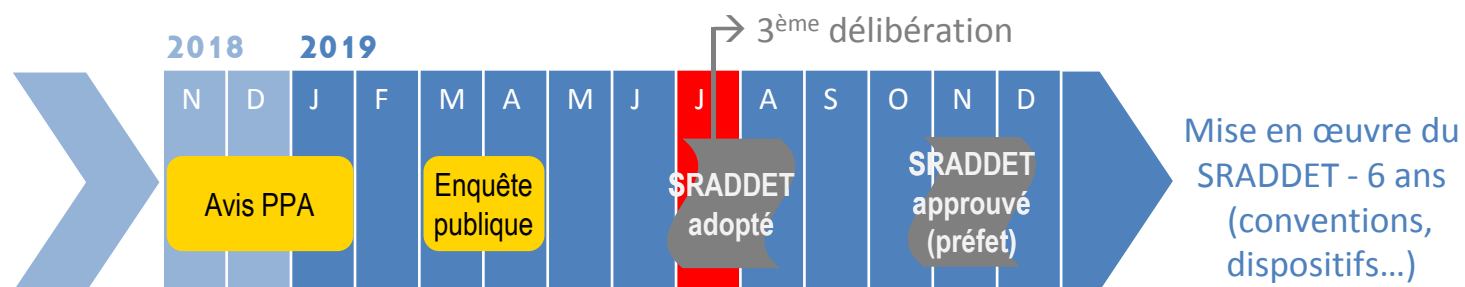 3ème délibération
2018 2019
N D J F M A M J J A S O N D
Avis PPA
Enquête
publique
SRADDET
adopté
SRADDET
approuvé
(préfet)
Mise en œuvre du
SRADDET - 6 ans
(conventions,
dispositifs...)